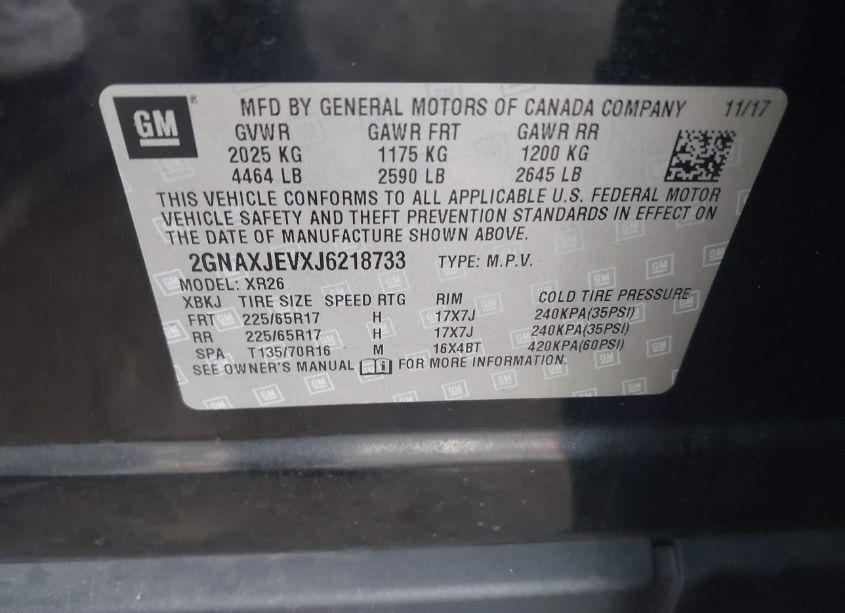 GM ® MFD BY GENERAL MOTORS OF CANADA COMPANY 11/17
GVWR GAWR FRT GAWR RR
2025 KG 1175 KG 1200 KG
4464 LB 2590 LB 2645 LB
THIS VEHICLE CONFORMS TO ALL APPLICABLE U.S. FEDERAL MOTOR
VEHICLE SAFETY AND THEFT PREVENTION STANDARDS IN EFFECT ON
THE DATE OF MANUFACTURE SHOWN ABOVE.
2GNAXJEVXJ6218733 TYPE: M.P.V.
MODEL: XR26
XBKJ TIRE SIZE SPEED RTG RIM COLD TIRE PRESSURE
FRT 225/65R17 H 17X7J 240KPA(35PSI)
RR 225/65R17 H 17X7J 240KPA(35PSI)
SPA T135/70R16 M 16X4BT 420KPA(60PSI)
SEE OWNER'S MANUAL FOR MORE INFORMATION.